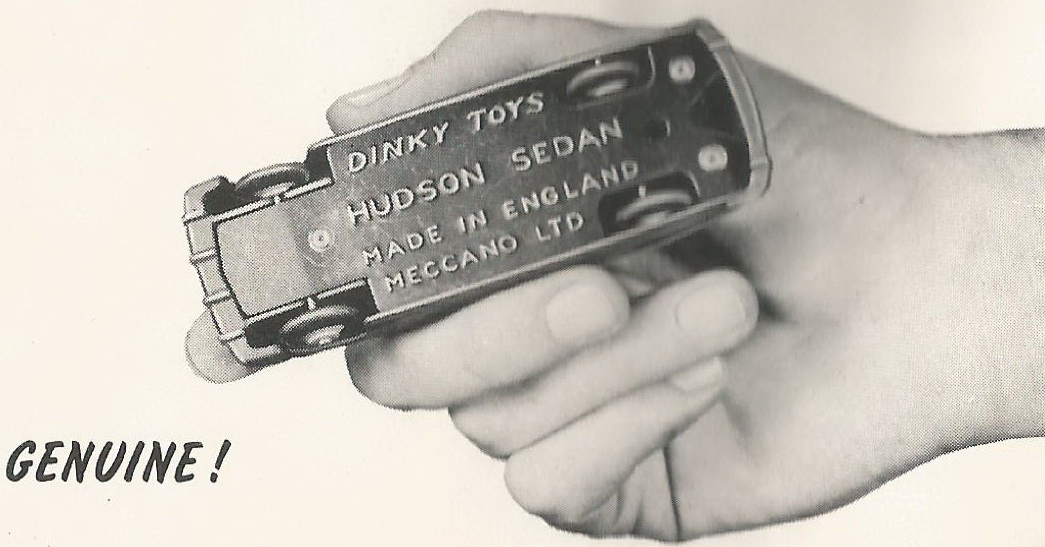 DINKY TOYS
HUDSON SEDAN
MADE IN ENGLAND
MECCANO LTD
GENUINE!